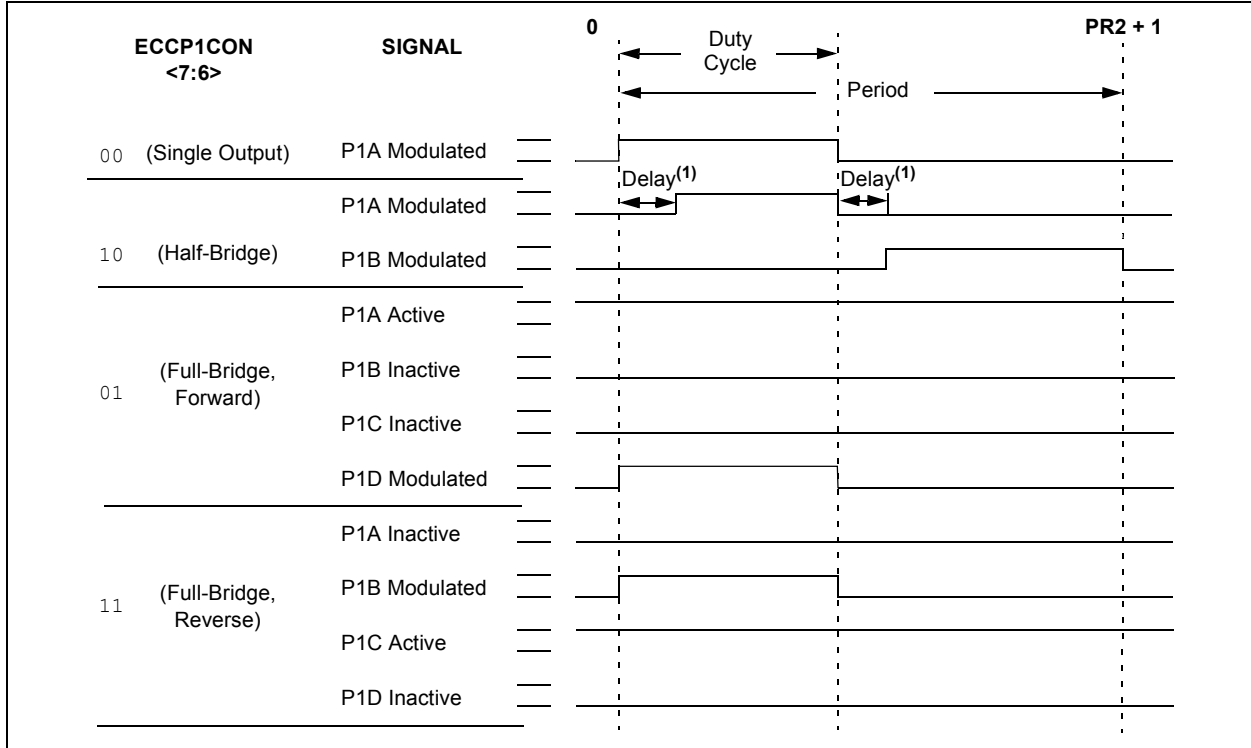 0
PR2 + 1
ECCP1CON
<7:6>
SIGNAL
Duty
Cycle
Period
00
(Single Output)
P1A Modulated
Delay(1)
Delay(1)
P1A Modulated
10
(Half-Bridge)
P1B Modulated
P1A Active
01
(Full-Bridge,
Forward)
P1B Inactive
P1C Inactive
P1D Modulated
P1A Inactive
11
(Full-Bridge,
Reverse)
P1B Modulated
P1C Active
P1D Inactive